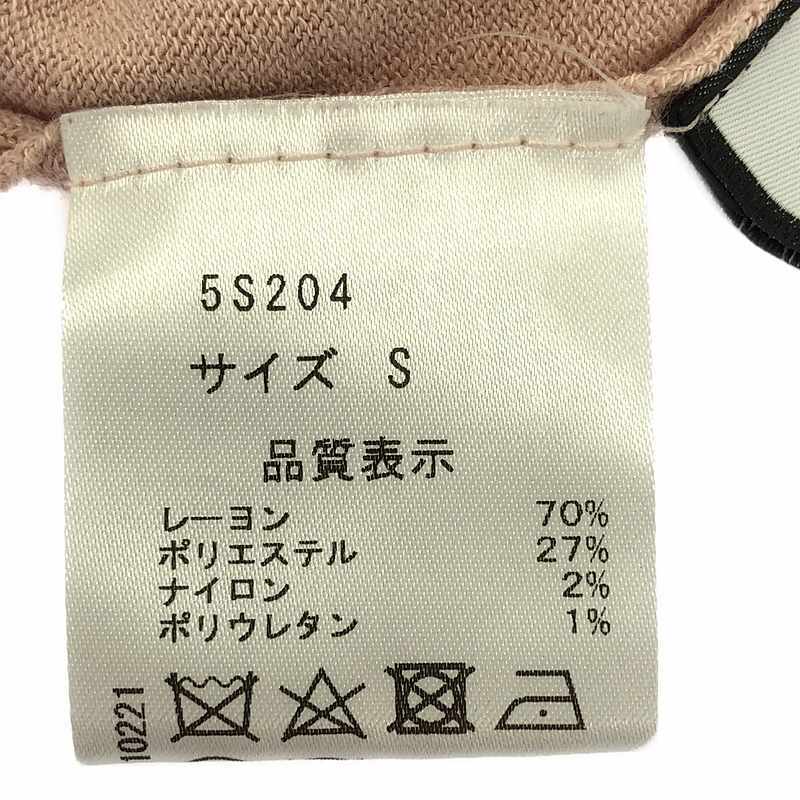 5S204
サイズ S
品質表示
レーヨン 70%
ポリエステル 27%
ナイロン 2%
ポリウレタン 1%
10221